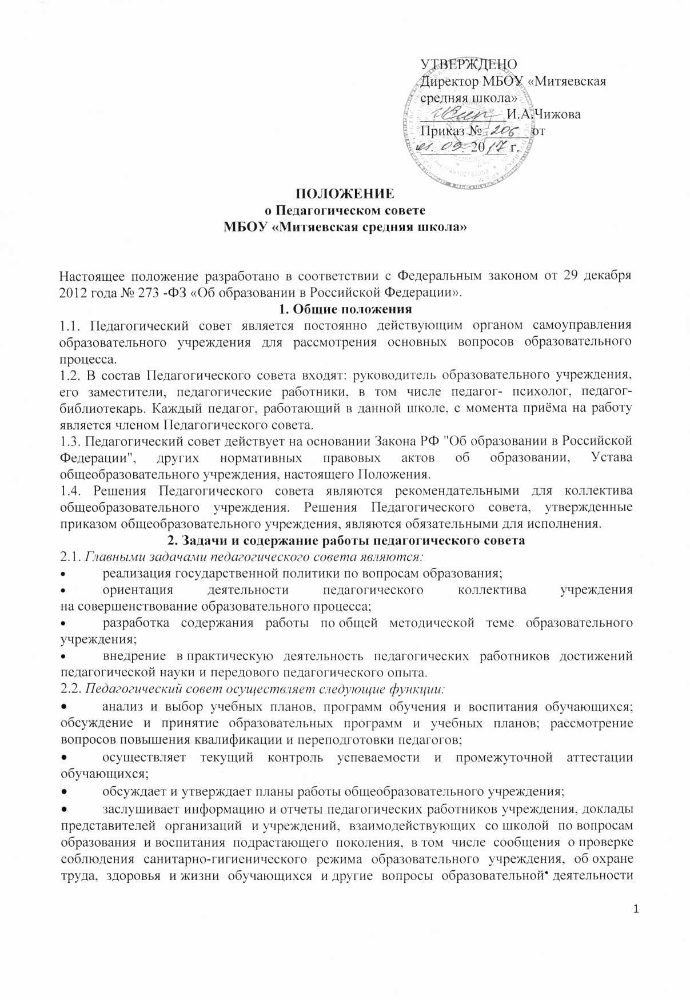 УТВЕРЖДЕНО
Директор МБОУ «Митяевская
средняя школа»
И.А.Чижова
Приказ № 206 от
01. 09. 2017 г.
ПОЛОЖЕНИЕ
о Педагогическом совете
МБОУ «Митяевская средняя школа»
Настоящее положение разработано в соответствии с Федеральным законом от 29 декабря
2012 года № 273 -ФЗ «Об образовании в Российской Федерации».
1. Общие положения
1.1. Педагогический совет является постоянно действующим органом самоуправления
образовательного учреждения для рассмотрения основных вопросов образовательного
процесса.
1.2. В состав Педагогического совета входят: руководитель образовательного учреждения,
его заместители, педагогические работники, в том числе педагог- психолог, педагог-
библиотекарь. Каждый педагог, работающий в данной школе, с момента приёма на работу
является членом Педагогического совета.
1.3. Педагогический совет действует на основании Закона РФ "Об образовании в Российской
Федерации", других нормативных правовых актов об образовании, Устава
общеобразовательного учреждения, настоящего Положения.
1.4. Решения Педагогического совета являются рекомендательными для коллектива
общеобразовательного учреждения. Решения Педагогического совета, утвержденные
приказом общеобразовательного учреждения, являются обязательными для исполнения.
2. Задачи и содержание работы педагогического совета
2.1. Главными задачами педагогического совета являются:
• реализация государственной политики по вопросам образования;
• ориентация деятельности педагогического коллектива учреждения
на совершенствование образовательного процесса;
• разработка содержания работы по общей методической теме образовательного
учреждения;
• внедрение в практическую деятельность педагогических работников достижений
педагогической науки и передового педагогического опыта.
2.2. Педагогический совет осуществляет следующие функции:
• анализ и выбор учебных планов, программ обучения и воспитания обучающихся;
обсуждение и принятие образовательных программ и учебных планов; рассмотрение
вопросов повышения квалификации и переподготовки педагогов;
• осуществляет текущий контроль успеваемости и промежуточной аттестации
обучающихся;
• обсуждает и утверждает планы работы общеобразовательного учреждения;
• заслушивает информацию и отчеты педагогических работников учреждения, доклады
представителей организаций и учреждений, взаимодействующих со школой по вопросам
образования и воспитания подрастающего поколения, в том числе сообщения о проверке
соблюдения санитарно-гигиенического режима образовательного учреждения, об охране
труда, здоровья и жизни обучающихся и другие вопросы образовательной деятельности
1